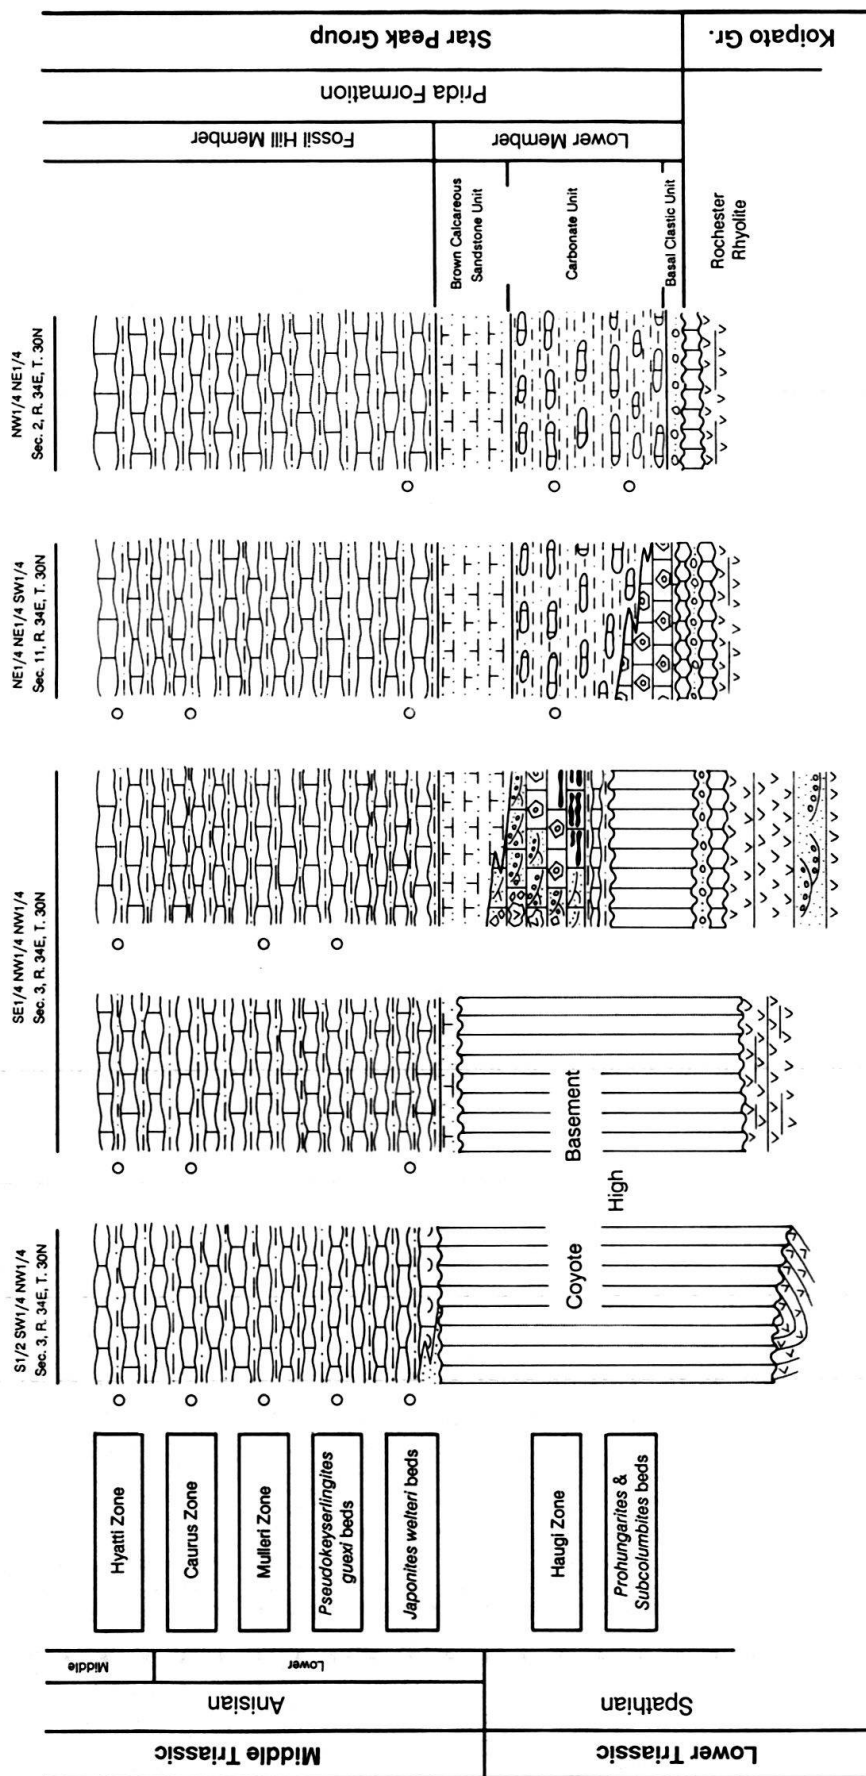 Star Peak Group
Koipato Gr.
Prida Formation
Fossil Hill Member
Lower Member
Brown Calcareous
Sandstone Unit
Carbonate Unit
Basal Clastic Unit
Rochester
Rhyolite
NW1/4 NE1/4
Sec. 2, R. 34E, T. 30N
NE1/4 NE1/4 SW1/4
Sec. 11, R. 34E, T. 30N
SE1/4 NW1/4 NW1/4
Sec. 3, R. 34E, T. 30N
S1/2 SW1/4 NW1/4
Sec. 3, R. 34E, T. 30N
Coyote
Basement
High
Hyatti Zone
Caurus Zone
Mulleri Zone
Pseudokeyserlingites
guexi beds
Japonites welteri beds
Haugi Zone
Prohungarites &
Subcolumbites beds
Middle
Lower
Anisian
Spathian
Middle Triassic
Lower Triassic